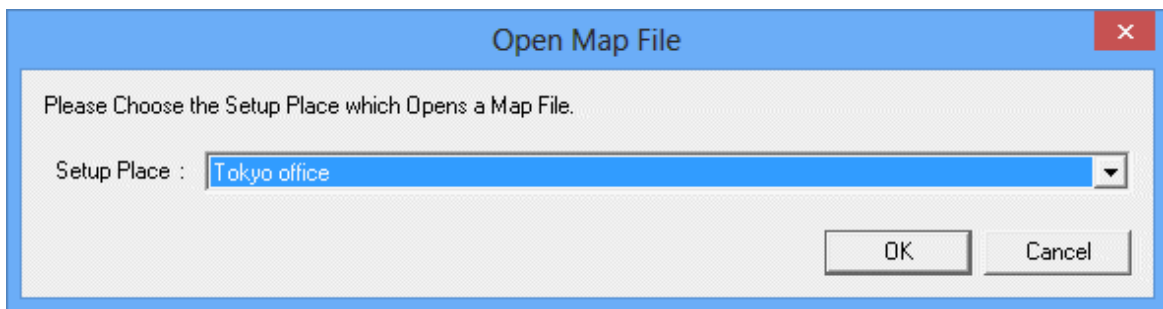 Open Map File
Please Choose the Setup Place which Opens a Map File.
Setup Place : Tokyo office
OK Cancel